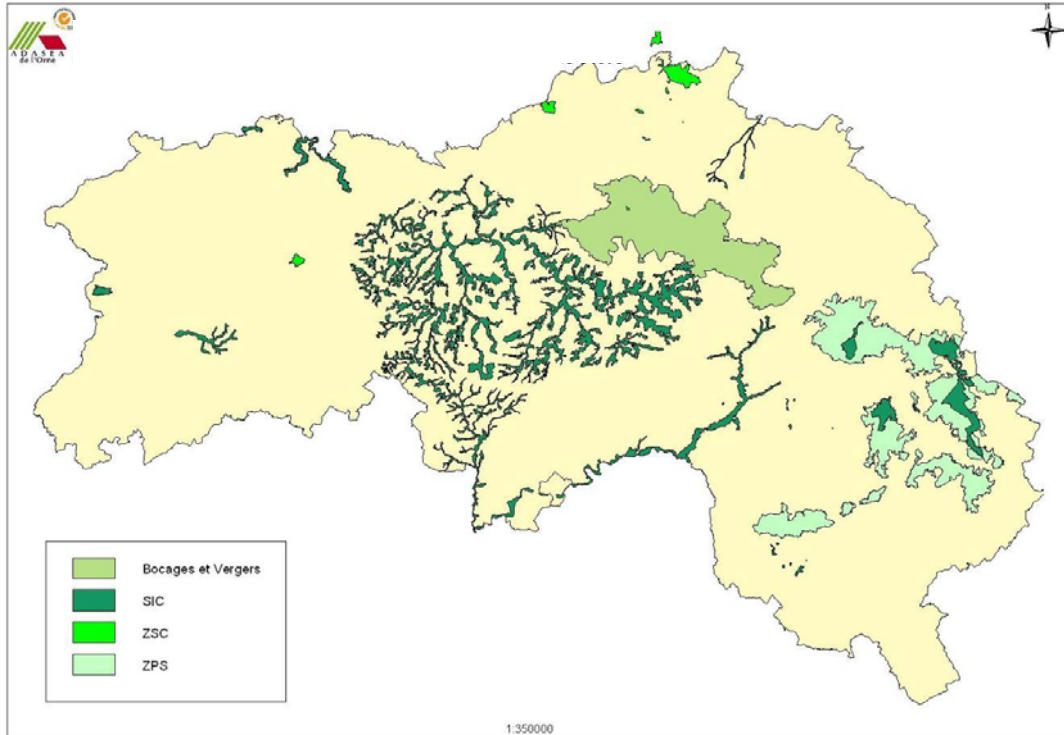 ADASEA
de l'Orne
Bocages et Vergers
SIC
ZSC
ZPS
1:350000